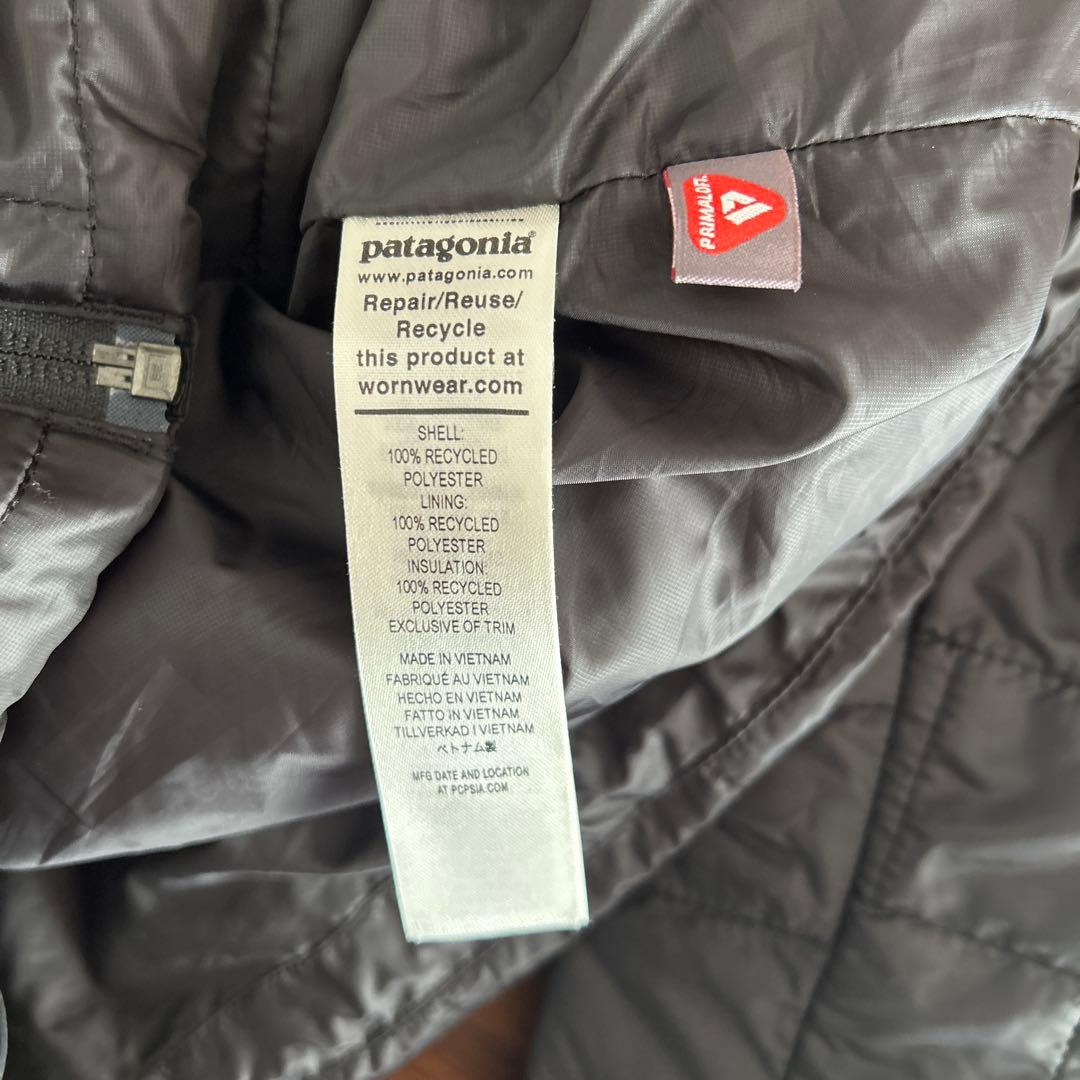 patagonia®
www.patagonia.com
Repair/Reuse/
Recycle
this product at
wornwear.com
SHELL:
100% RECYCLED
POLYESTER
LINING:
100% RECYCLED
POLYESTER
INSULATION:
100% RECYCLED
POLYESTER
EXCLUSIVE OF TRIM
MADE IN VIETNAM
FABRIQUÉ AU VIETNAM
HECHO EN VIETNAM
FATTO IN VIETNAM
TILLVERKAD I VIETNAM
ベトナム製
MFG DATE AND LOCATION
AT PCPSIA.COM
PRIMALOFT